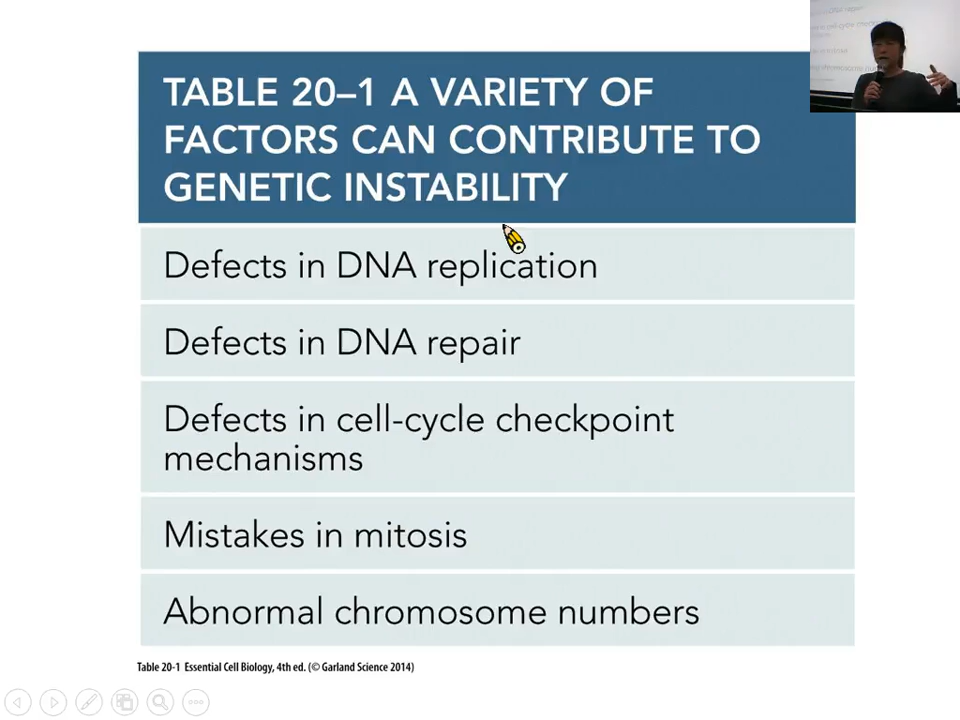 TABLE 20–1 A VARIETY OF
FACTORS CAN CONTRIBUTE TO
GENETIC INSTABILITY
Defects in DNA replication
Defects in DNA repair
Defects in cell-cycle checkpoint
mechanisms
Mistakes in mitosis
Abnormal chromosome numbers
Table 20-1 Essential Cell Biology, 4th ed. (© Garland Science 2014)